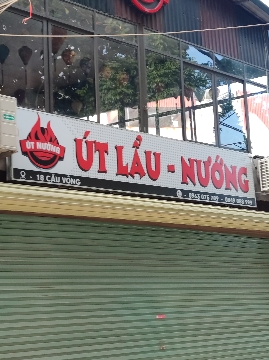 ÚT NƯỚNG
ÚT LẨU - NƯỚNG
- 18 CẦU VỒNG